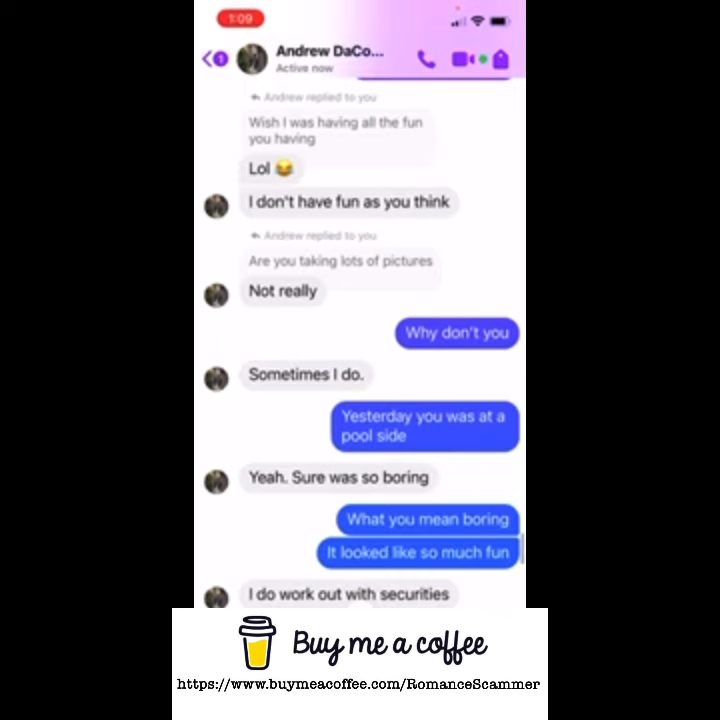 1:09
1
Andrew DaCo...
Active now
Andrew replied to you
Wish I was having all the fun
you having
Lol 😂
I don't have fun as you think
Andrew replied to you
Are you taking lots of pictures
Not really
Why don't you
Sometimes I do.
Yesterday you was at a
pool side
Yeah. Sure was so boring
What you mean boring
It looked like so much fun
I do work out with securities
Buy me a coffee
https://www.buymeacoffee.com/RomanceScammer